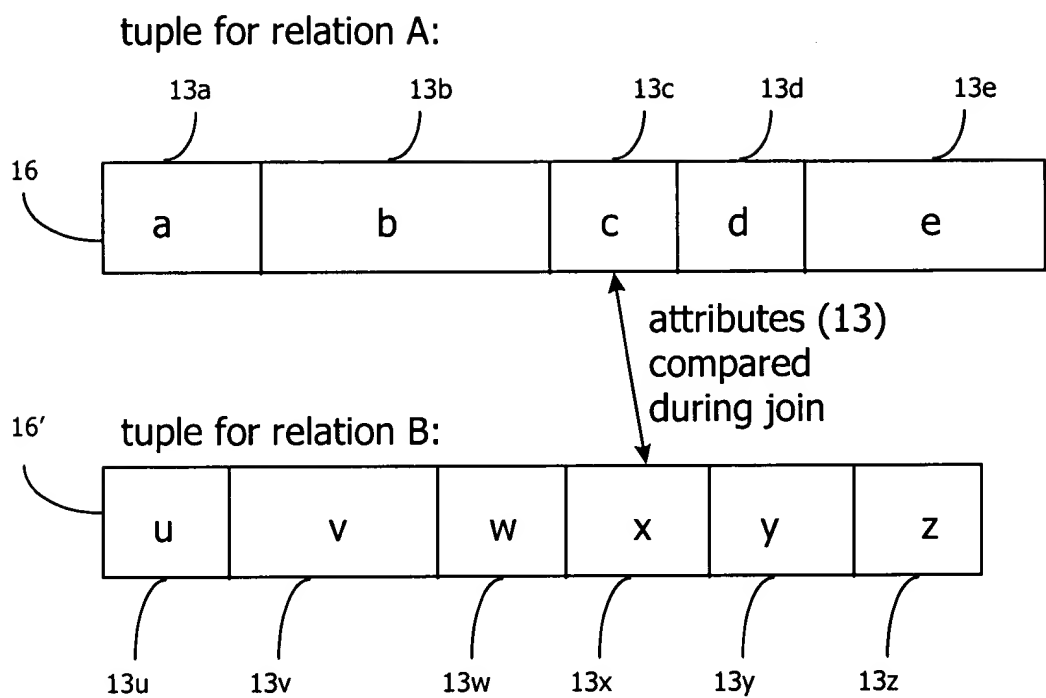 tuple for relation A:
13a 13b 13c 13d 13e
16
a b c d e
attributes (13)
compared
during join
16'
tuple for relation B:
u v w x y z
13u 13v 13w 13x 13y 13z